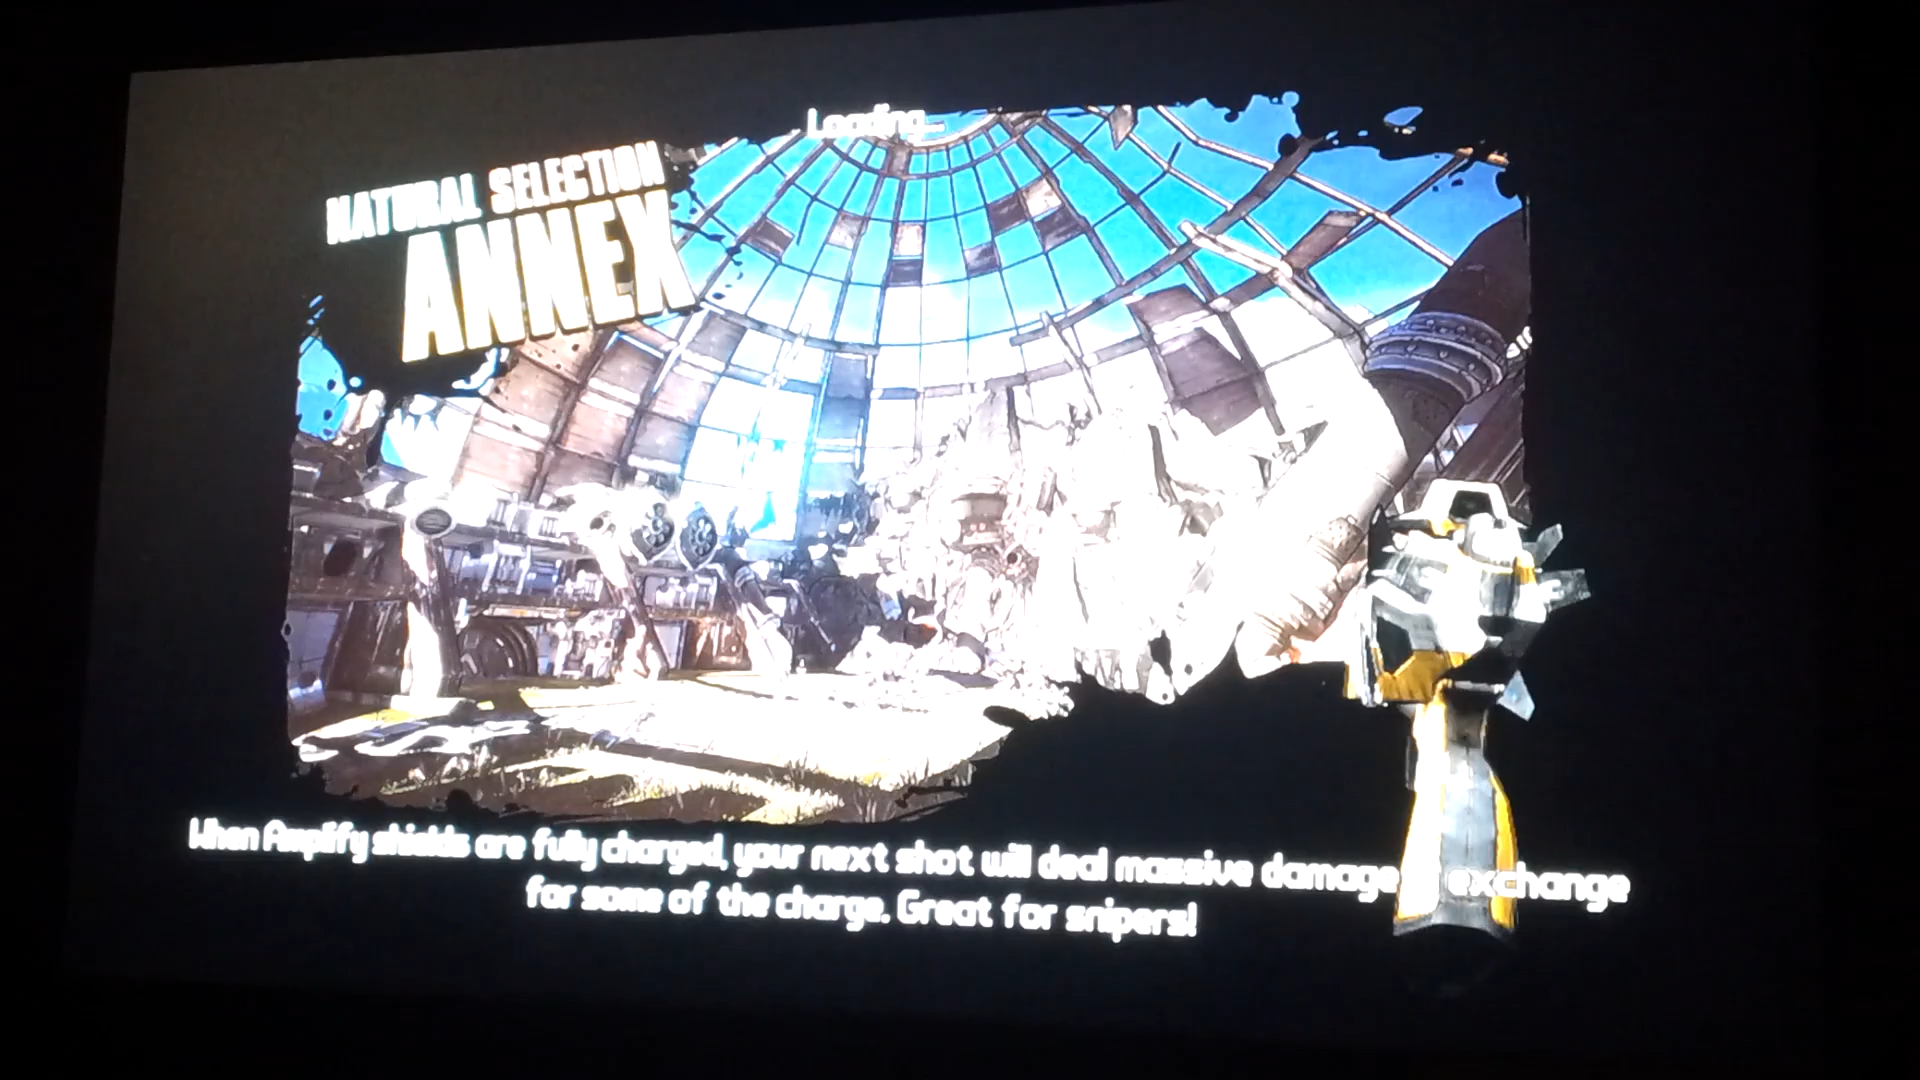 Loading...
NATURAL SELECTION
ANNEX
When Amplify shields are fully charged, your next shot will deal massive damage exchange
for some of the charge. Great for snipers!